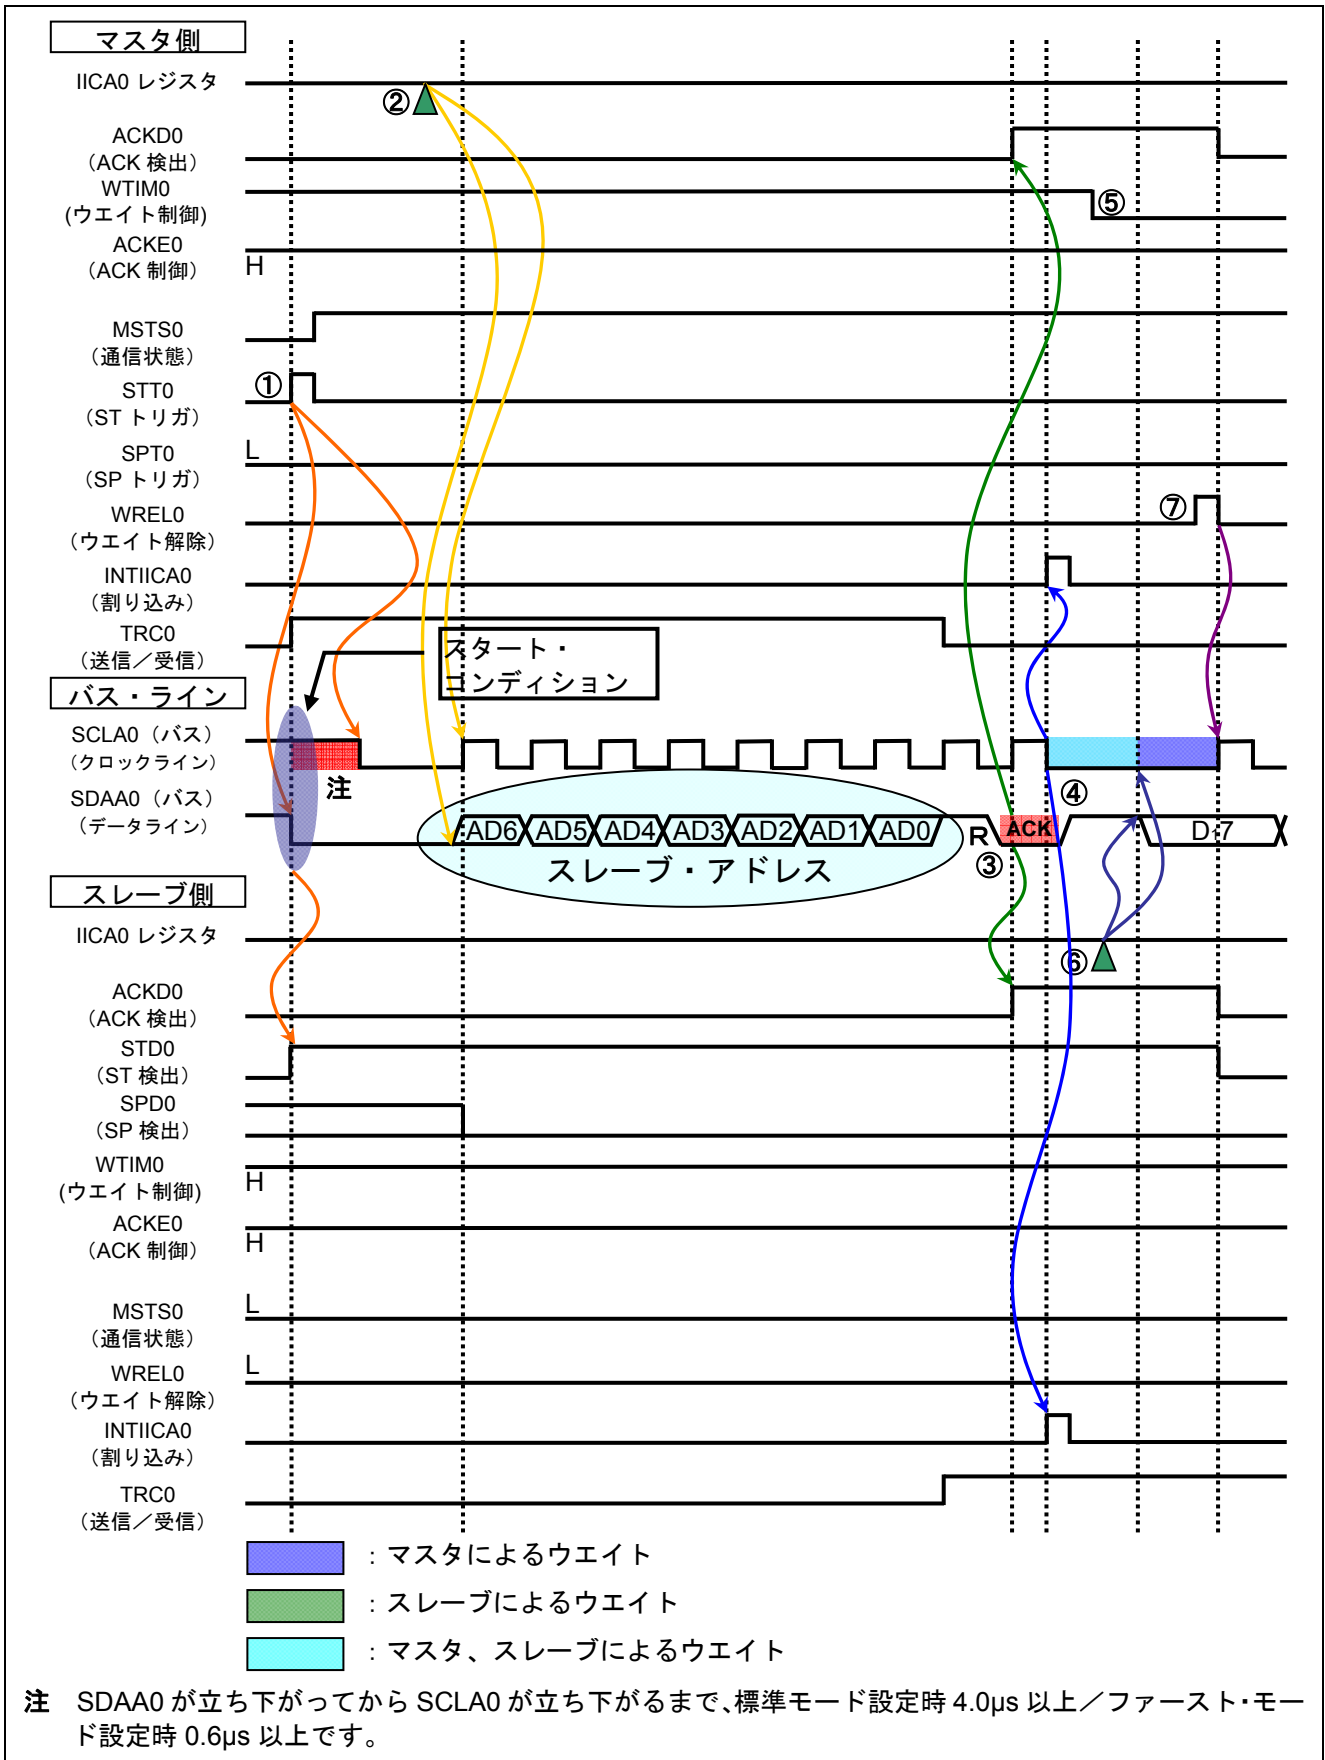 マスタ側
IICA0 レジスタ
②
ACKD0
（ACK 検出）
WTIM0
(ウエイト制御)
⑤
ACKE0
（ACK 制御）
H
MSTS0
（通信状態）
①
STT0
（ST トリガ）
SPT0
（SP トリガ）
L
WREL0
（ウエイト解除）
⑦
INTIICA0
（割り込み）
TRC0
（送信／受信）
スタート・
コンディション
バス・ライン
SCLA0（バス）
（クロックライン）
注
④
SDAA0（バス）
（データライン）
AD6 AD5 AD4 AD3 AD2 AD1 AD0 R ACK D₁7
③
スレーブ・アドレス
スレーブ側
IICA0 レジスタ
⑥
ACKD0
（ACK 検出）
STD0
（ST 検出）
SPD0
（SP 検出）
WTIM0
(ウエイト制御)
H
ACKE0
（ACK 制御）
H
MSTS0
（通信状態）
L
WREL0
（ウエイト解除）
L
INTIICA0
（割り込み）
TRC0
（送信／受信）
：マスタによるウエイト
：スレーブによるウエイト
：マスタ、スレーブによるウエイト
注 SDAA0 が立ち下がってから SCLA0 が立ち下がるまで、標準モード設定時 4.0μs 以上／ファースト・モー
ド設定時 0.6μs 以上です。